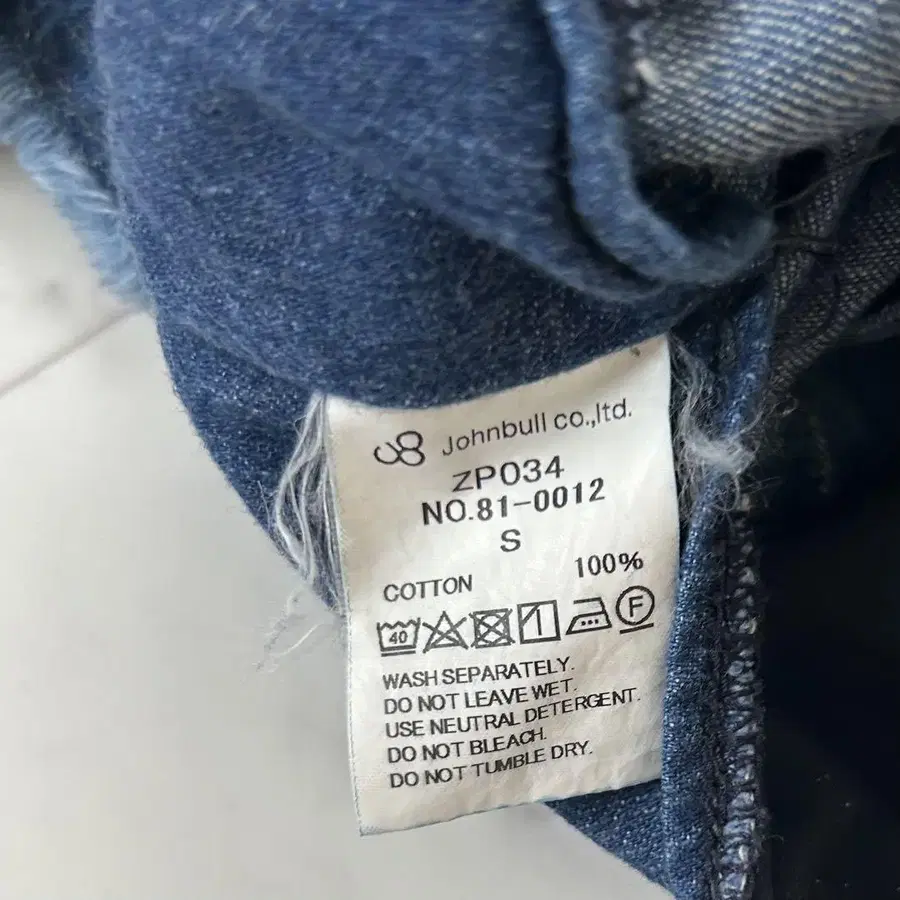 Johnbull co.,ltd.
ZP034
NO.81-0012
S
COTTON 100%
40 F
WASH SEPARATELY.
DO NOT LEAVE WET.
USE NEUTRAL DETERGENT.
DO NOT BLEACH.
DO NOT TUMBLE DRY.